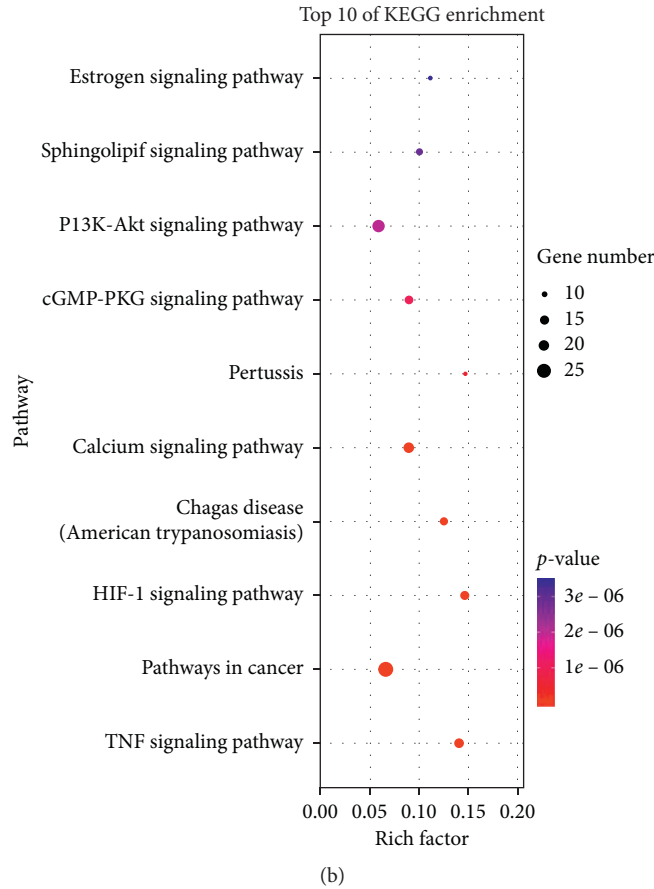 Top 10 of KEGG enrichment
Estrogen signaling pathway
Sphingolipif signaling pathway
P13K-Akt signaling pathway
cGMP-PKG signaling pathway
Pertussis
Calcium signaling pathway
Chagas disease
(American trypanosomiasis)
HIF-1 signaling pathway
Pathways in cancer
TNF signaling pathway
Pathway
0.00 0.05 0.10 0.15 0.20
Rich factor
Gene number
10
15
20
25
p-value
3e – 06
2e – 06
1e – 06
(b)